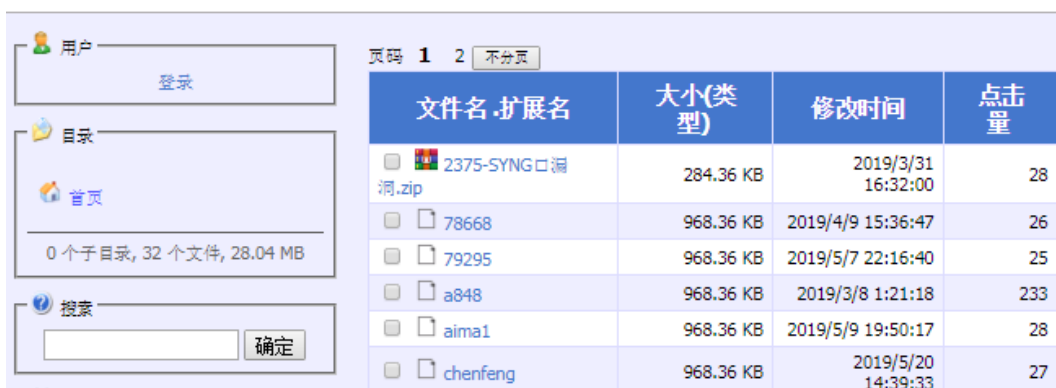 用户
登录
目录
首页
0 个子目录, 32 个文件, 28.04 MB
搜索
确定
页码 1 2 不分页
文件名.扩展名 大小(类型) 修改时间 点击量
2375-SYNG口漏洞.zip 284.36 KB 2019/3/31 16:32:00 28
78668 968.36 KB 2019/4/9 15:36:47 26
79295 968.36 KB 2019/5/7 22:16:40 25
a848 968.36 KB 2019/3/8 1:21:18 233
aima1 968.36 KB 2019/5/9 19:50:17 28
chenfeng 968.36 KB 2019/5/20 14:39:33 27